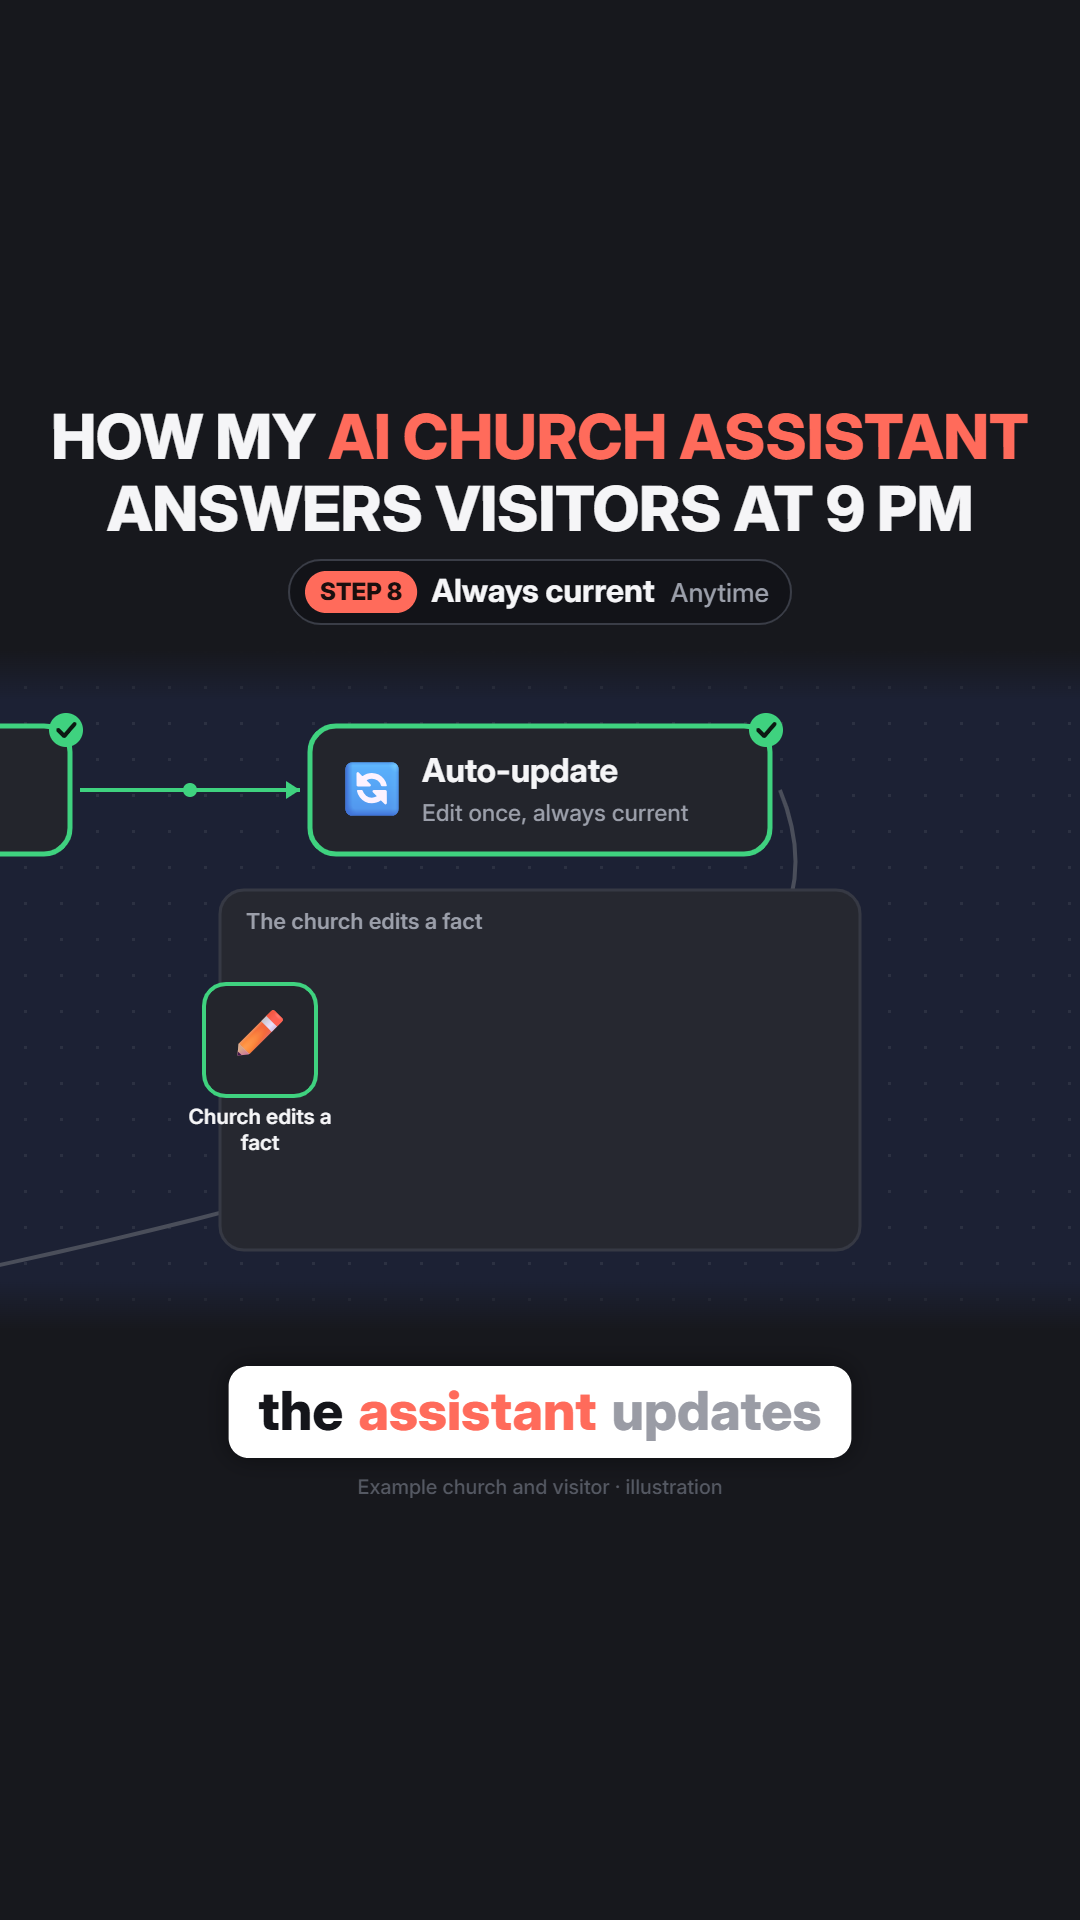 HOW MY AI CHURCH ASSISTANT
ANSWERS VISITORS AT 9 PM
STEP 8 Always current Anytime
Auto-update
Edit once, always current
The church edits a fact
Church edits a
fact
the assistant updates
Example church and visitor · illustration